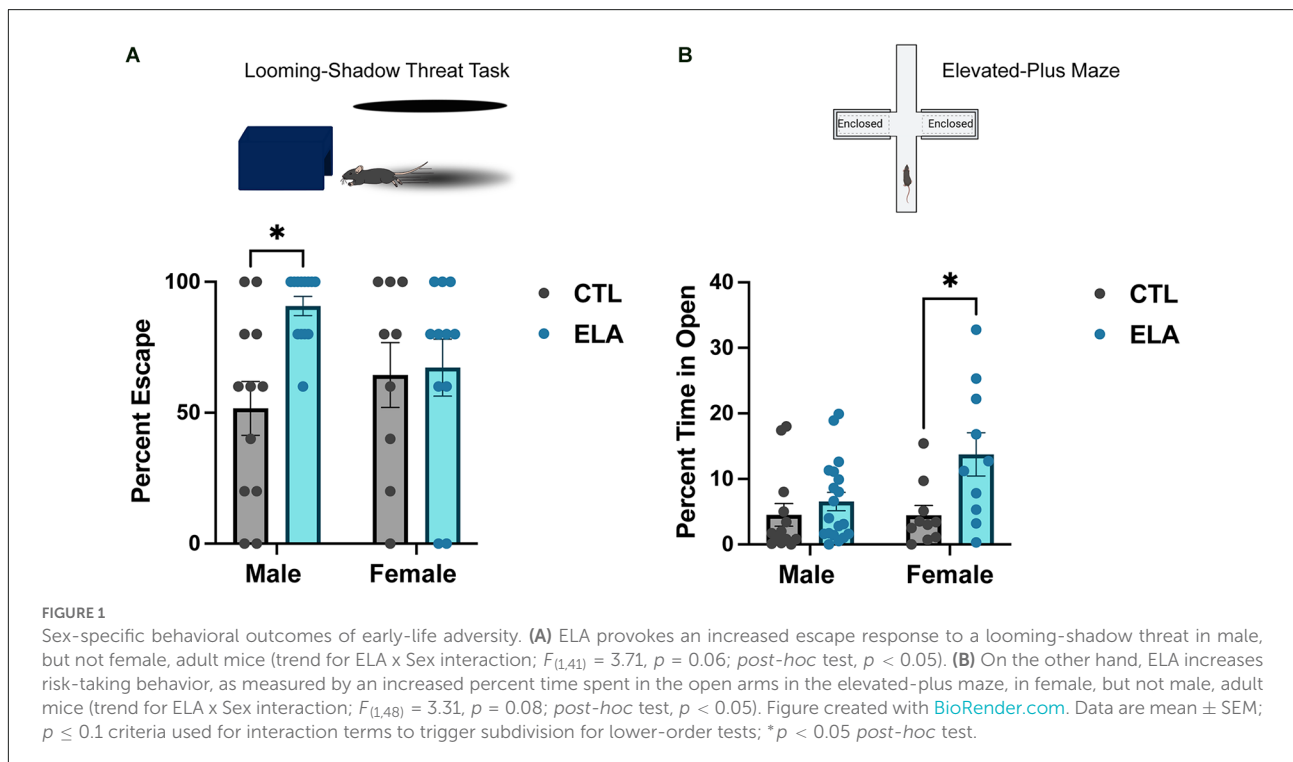 A
Looming-Shadow Threat Task
*
100
50
0
Percent Escape
Male
Female
CTL
ELA
B
Elevated-Plus Maze
Enclosed
Enclosed
*
40
30
20
10
0
Percent Time in Open
Male
Female
CTL
ELA
FIGURE 1
Sex-specific behavioral outcomes of early-life adversity. (A) ELA provokes an increased escape response to a looming-shadow threat in male,
but not female, adult mice (trend for ELA x Sex interaction; F(1,41) = 3.71, p = 0.06; post-hoc test, p < 0.05). (B) On the other hand, ELA increases
risk-taking behavior, as measured by an increased percent time spent in the open arms in the elevated-plus maze, in female, but not male, adult
mice (trend for ELA x Sex interaction; F(1,48) = 3.31, p = 0.08; post-hoc test, p < 0.05). Figure created with BioRender.com. Data are mean ± SEM;
p ≤ 0.1 criteria used for interaction terms to trigger subdivision for lower-order tests; *p < 0.05 post-hoc test.